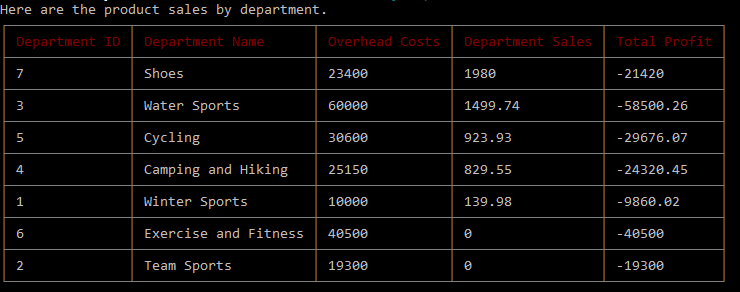 Here are the product sales by department.
Department ID Department Name Overhead Costs Department Sales Total Profit
7 Shoes 23400 1980 -21420
3 Water Sports 60000 1499.74 -58500.26
5 Cycling 30600 923.93 -29676.07
4 Camping and Hiking 25150 829.55 -24320.45
1 Winter Sports 10000 139.98 -9860.02
6 Exercise and Fitness 40500 0 -40500
2 Team Sports 19300 0 -19300